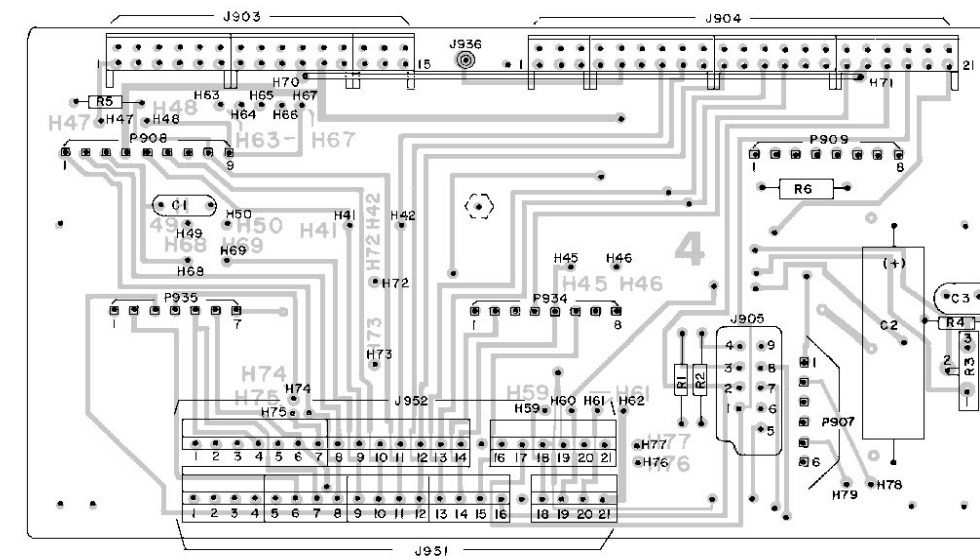 J903
J904
J936
1
15
1
21
H70
H71
R5
H63
H65
H67
H64
H66
H48
H47
H47
H48
H63-
H67
P908
1
9
P909
1
8
R6
C1
H50
49
H49
H50
H41
H41
H42
H72 H42
H68
H69
H69
H68
H72
H45
H46
H45
H46
4
(+)
C2
C3
R4
P935
1
7
P934
1
8
H73
H73
J905
4
9
3
8
2
7
1
6
5
R1
R2
1
P907
6
3
2
1
R3
H74
H74
H75
H75
J952
H59
H59
H60
H61
H61
H62
H77
H77
H76
H76
H79
H78
1 2 3 4 5 6 7 8 9 10 11 12 13 14
16 17 18 19 20 21
1 2 3 4 5 6 7 8 9 10 11 12 13 14 15 16
18 19 20 21
J951